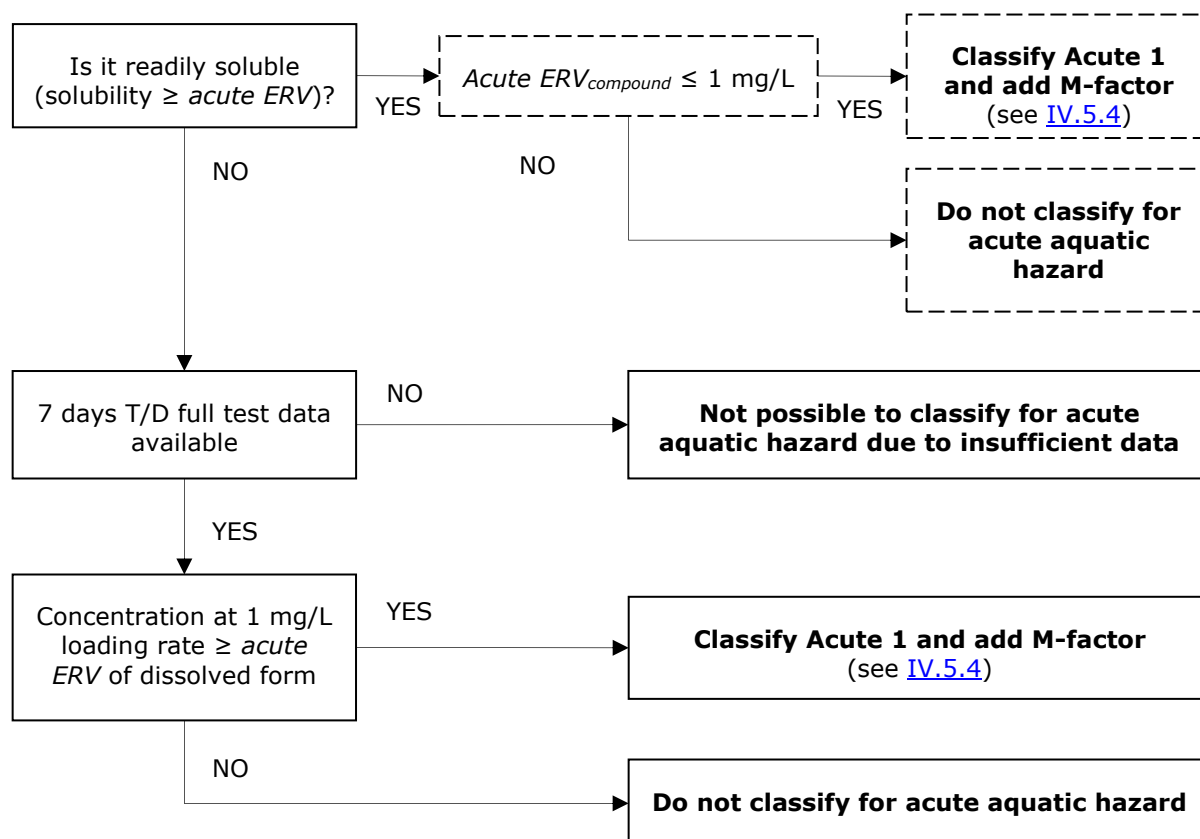 Is it readily soluble
(solubility ≥ acute ERV)?
YES
Acute ERVcompound ≤ 1 mg/L
YES
Classify Acute 1
and add M-factor
(see IV.5.4)
NO
NO
Do not classify for
acute aquatic
hazard
7 days T/D full test data
available
NO
Not possible to classify for acute
aquatic hazard due to insufficient data
YES
Concentration at 1 mg/L
loading rate ≥ acute
ERV of dissolved form
YES
Classify Acute 1 and add M-factor
(see IV.5.4)
NO
Do not classify for acute aquatic hazard